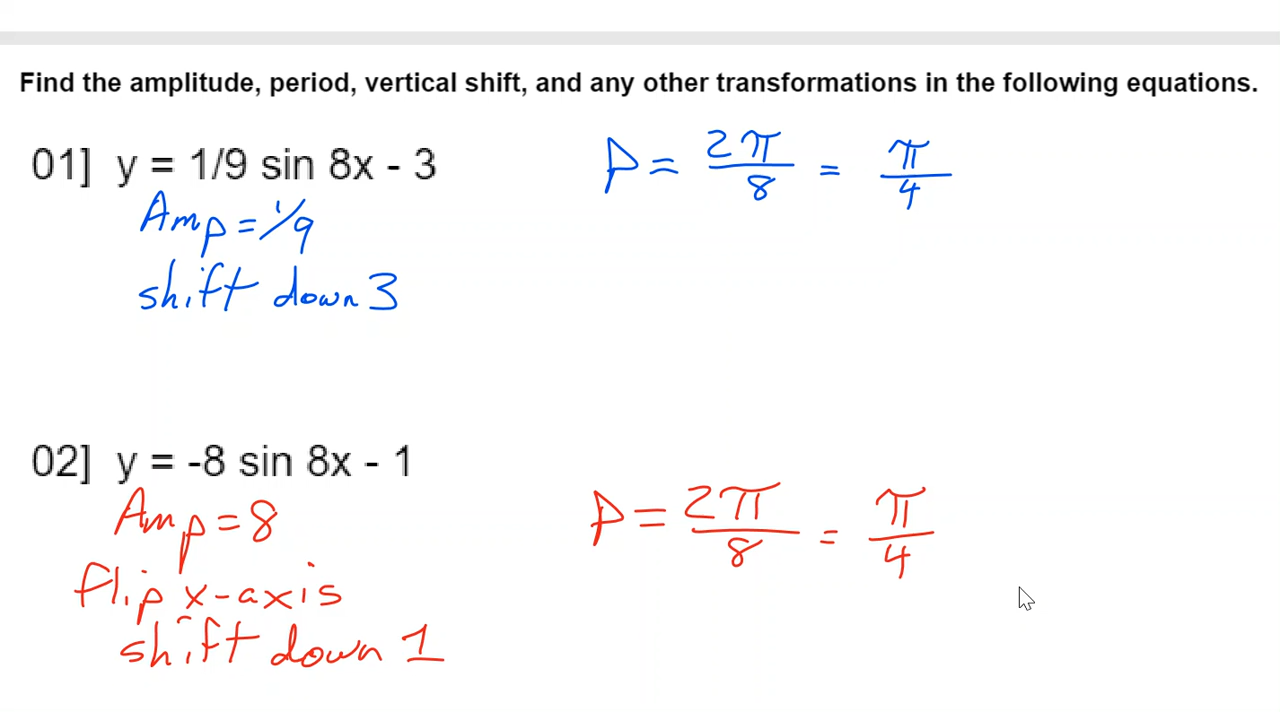 Find the amplitude, period, vertical shift, and any other transformations in the following equations.
01] y = 1/9 sin 8x - 3
P = 2π/8 = π/4
Amp = 1/9
shift down 3
02] y = -8 sin 8x - 1
Amp = 8
P = 2π/8 = π/4
flip x-axis
shift down 1